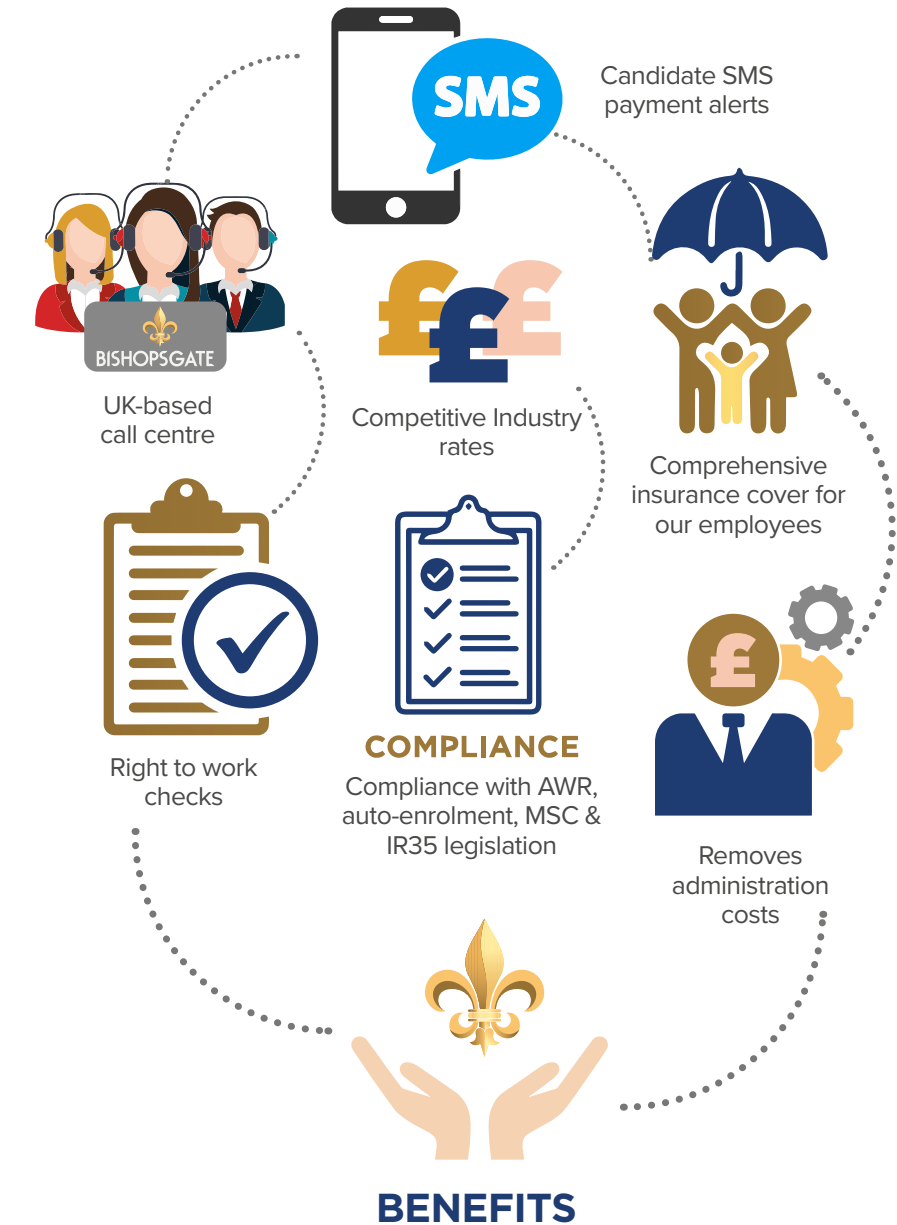 SMS
Candidate SMS
payment alerts
BISHOPSGATE
UK-based
call centre
£££
Competitive Industry
rates
Comprehensive
insurance cover for
our employees
Right to work
checks
COMPLIANCE
Compliance with AWR,
auto-enrolment, MSC &
IR35 legislation
£
Removes
administration
costs
BENEFITS